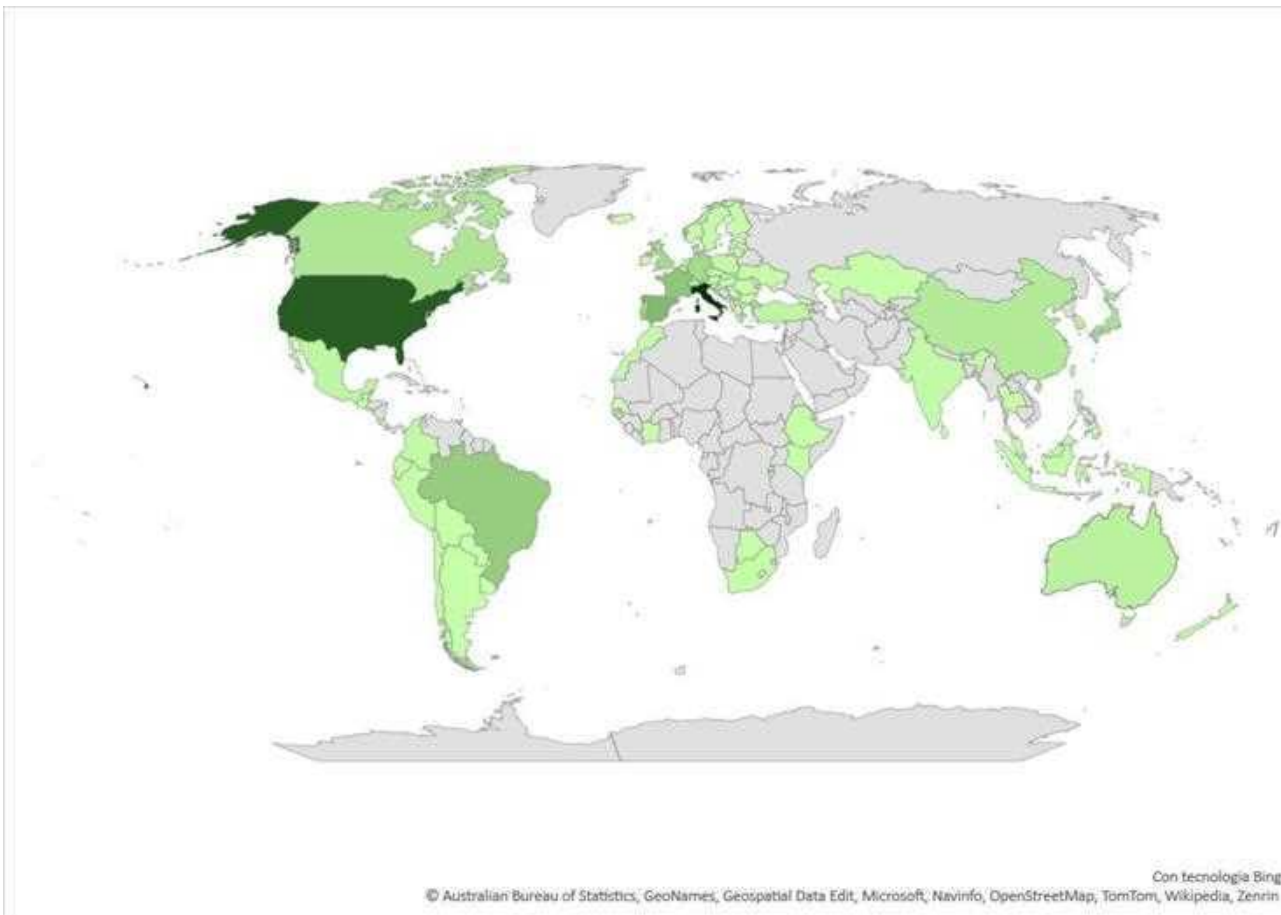 Con tecnologia Bing
© Australian Bureau of Statistics, GeoNames, Geospatial Data Edit, Microsoft, Navinfo, OpenStreetMap, TomTom, Wikipedia, Zenrin